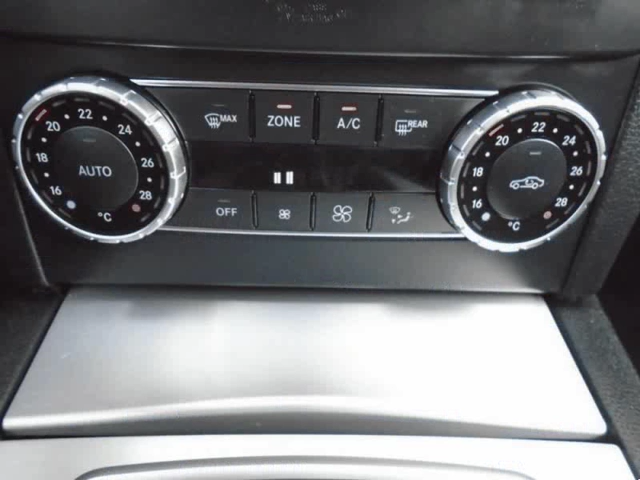 MAX ZONE A/C REAR
20 22 24
18 AUTO 26
16 °C 28
OFF
20 22 24
18 26
16 °C 28